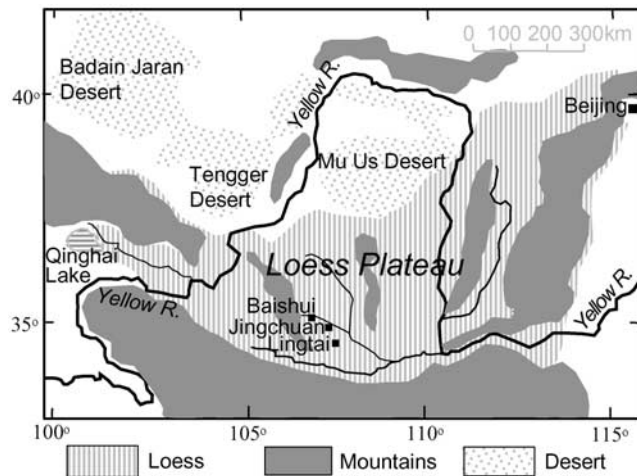 0 100 200 300km
Badain Jaran
Desert
40°
Yellow R.
Beijing
Tengger
Desert
Mu Us Desert
Qinghai
Lake
Loess Plateau
Yellow R.
Baishui
Jingchuan
Lingtai
Yellow R.
35°
100°
105°
110°
115°
Loess
Mountains
Desert